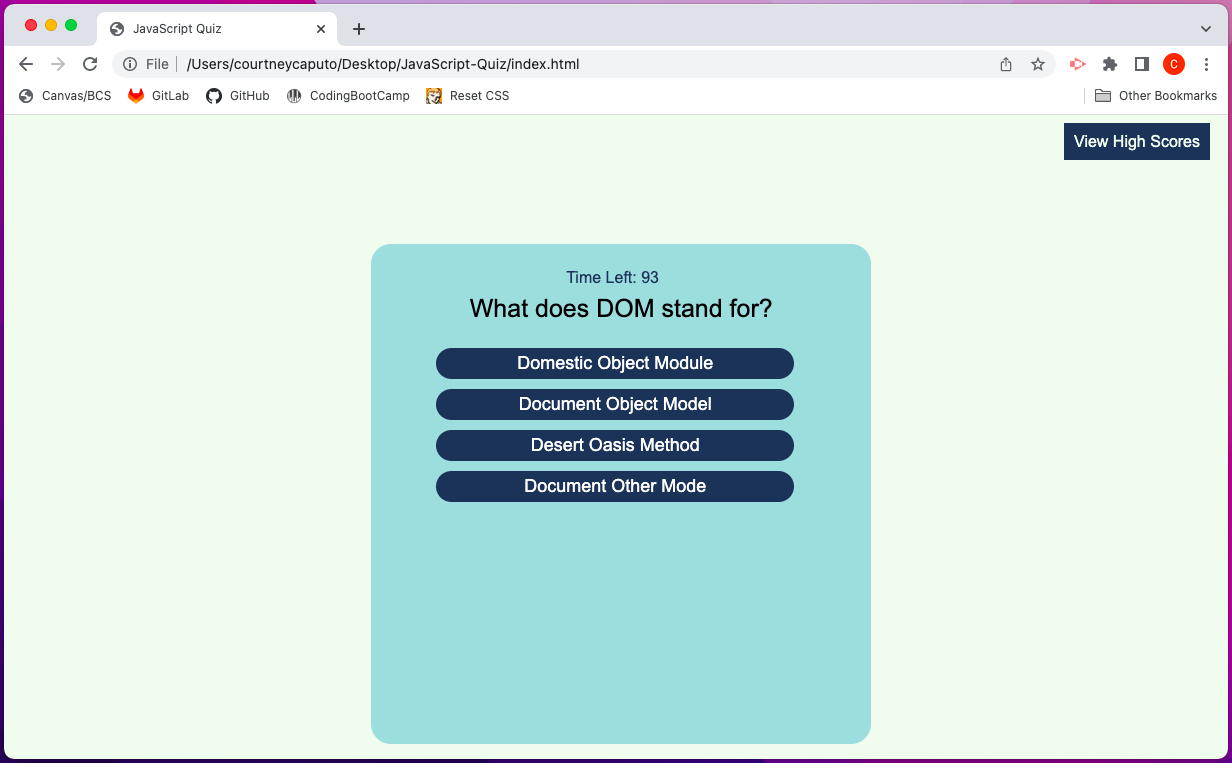 JavaScript Quiz
File /Users/courtneycaputo/Desktop/JavaScript-Quiz/index.html C
Canvas/BCS GitLab GitHub CodingBootCamp Reset CSS Other Bookmarks
View High Scores
Time Left: 93
What does DOM stand for?
Domestic Object Module
Document Object Model
Desert Oasis Method
Document Other Mode